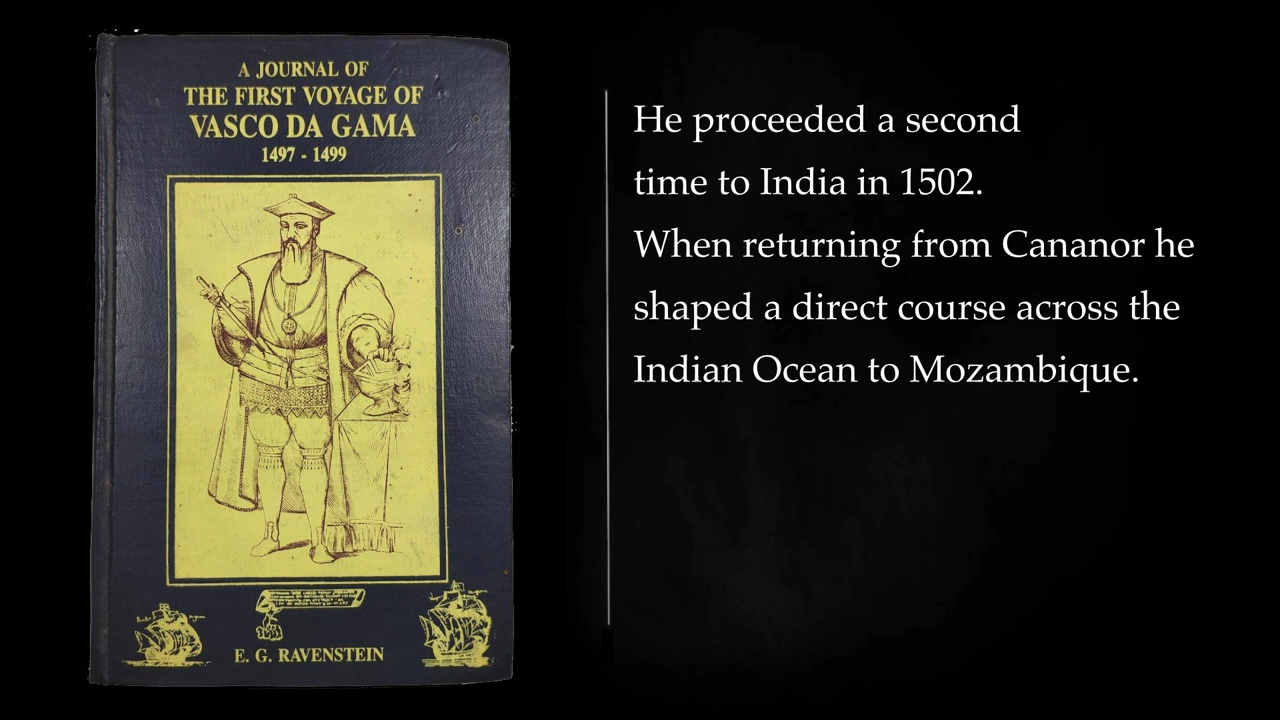 A JOURNAL OF
THE FIRST VOYAGE OF
VASCO DA GAMA
1497 - 1499
E. G. RAVENSTEIN
He proceeded a second
time to India in 1502.
When returning from Cananor he
shaped a direct course across the
Indian Ocean to Mozambique.